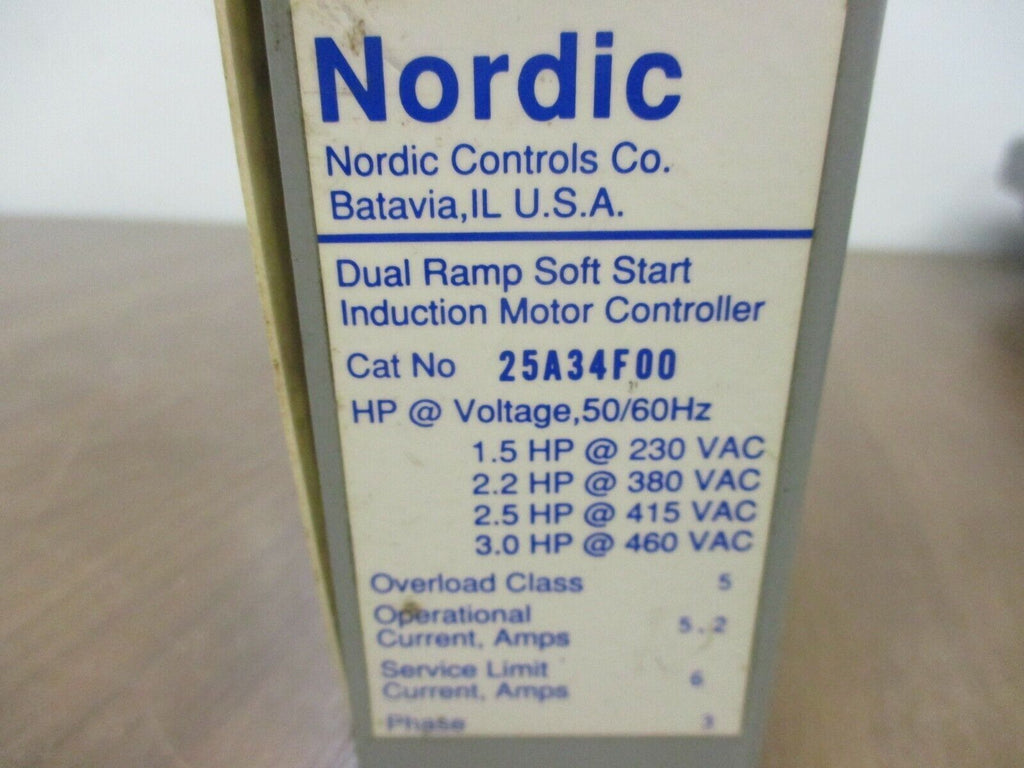 Nordic
Nordic Controls Co.
Batavia,IL U.S.A.
Dual Ramp Soft Start
Induction Motor Controller
Cat No 25A34F00
HP @ Voltage,50/60Hz
1.5 HP @ 230 VAC
2.2 HP @ 380 VAC
2.5 HP @ 415 VAC
3.0 HP @ 460 VAC
Overload Class 5
Operational
Current, Amps 5.2
Service Limit
Current, Amps 6
Phase 3